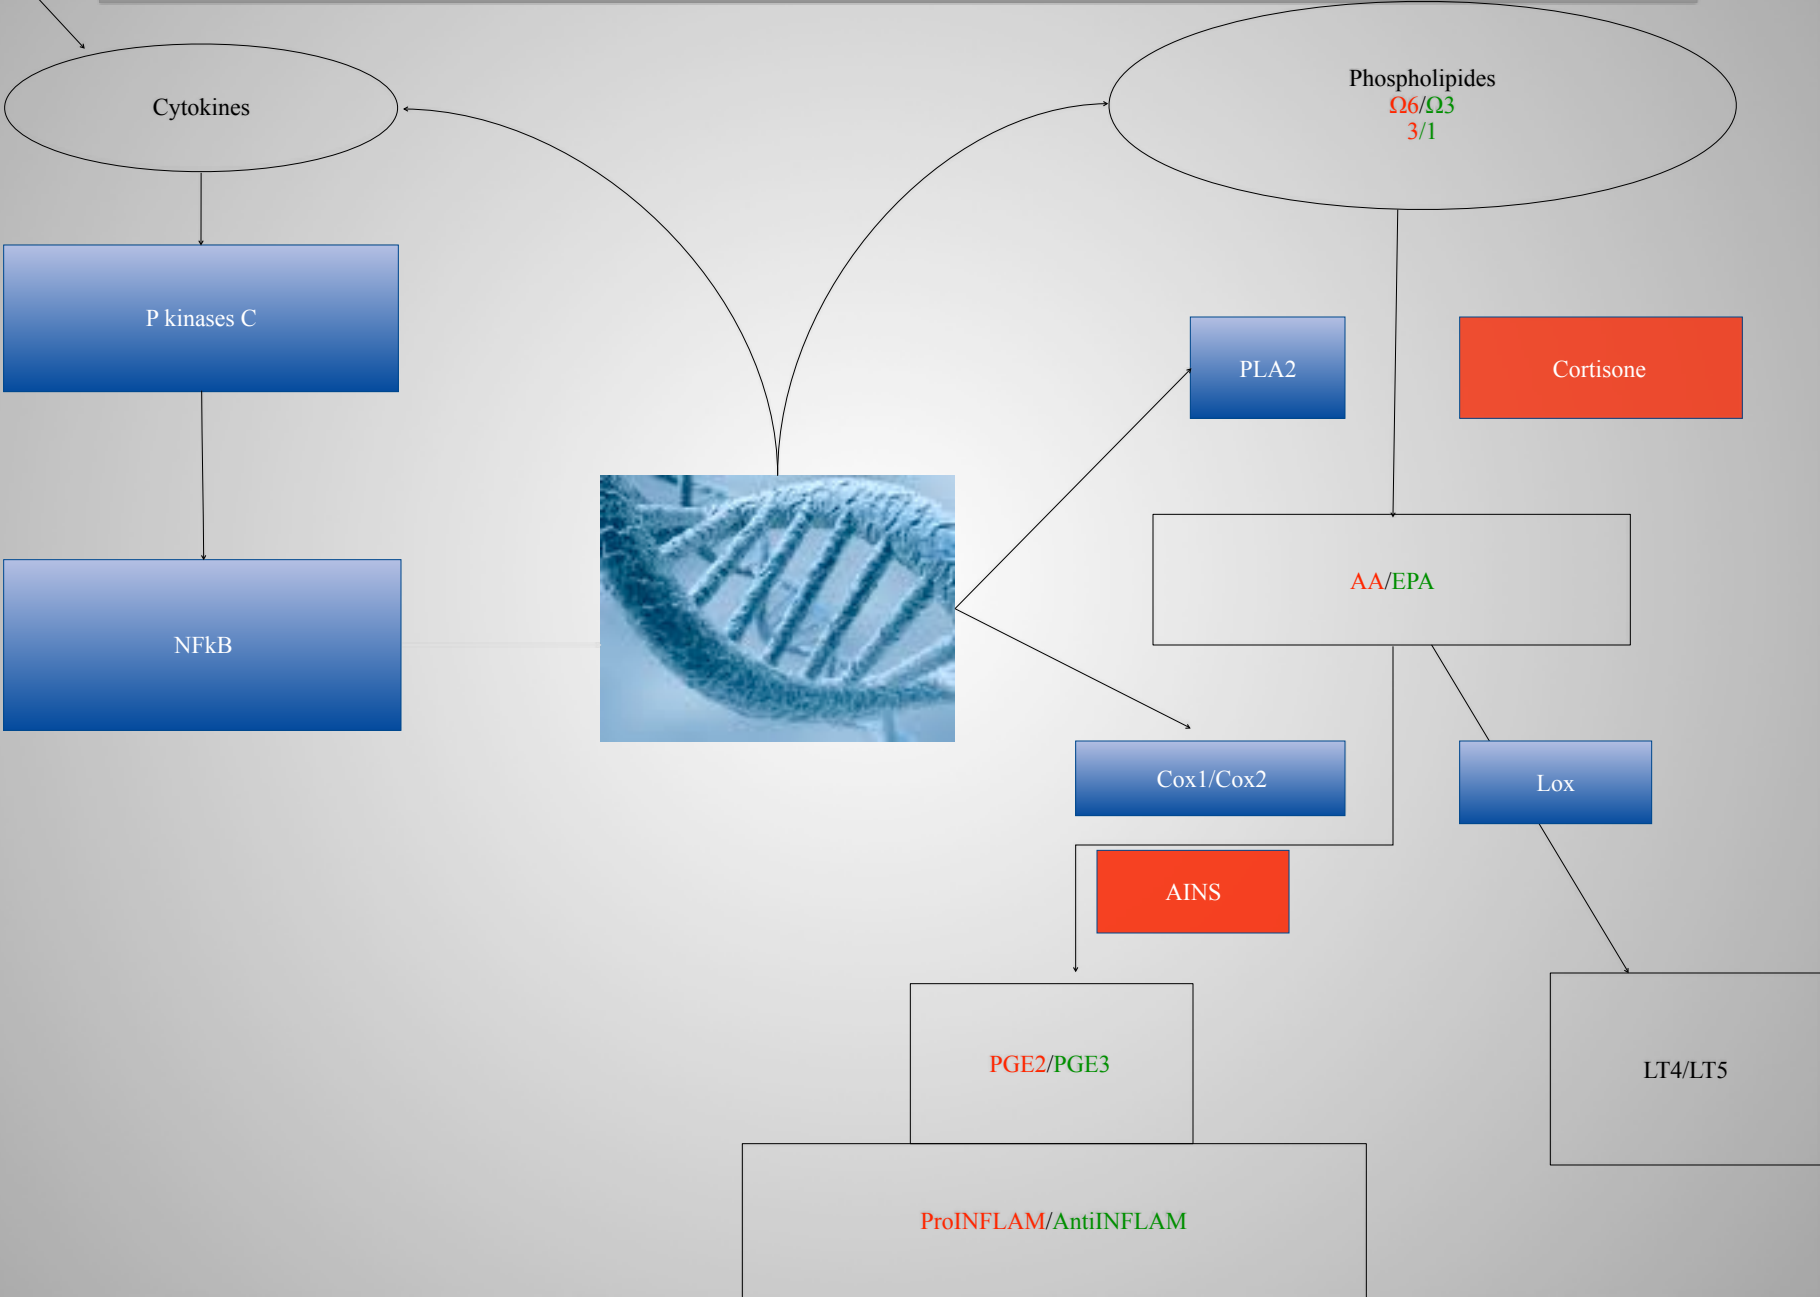 Cytokines
Phospholipides
Ω6/Ω3
3/1
P kinases C
PLA2
Cortisone
AA/EPA
NFkB
Cox1/Cox2
Lox
AINS
PGE2/PGE3
LT4/LT5
ProINFLAM/AntiINFLAM